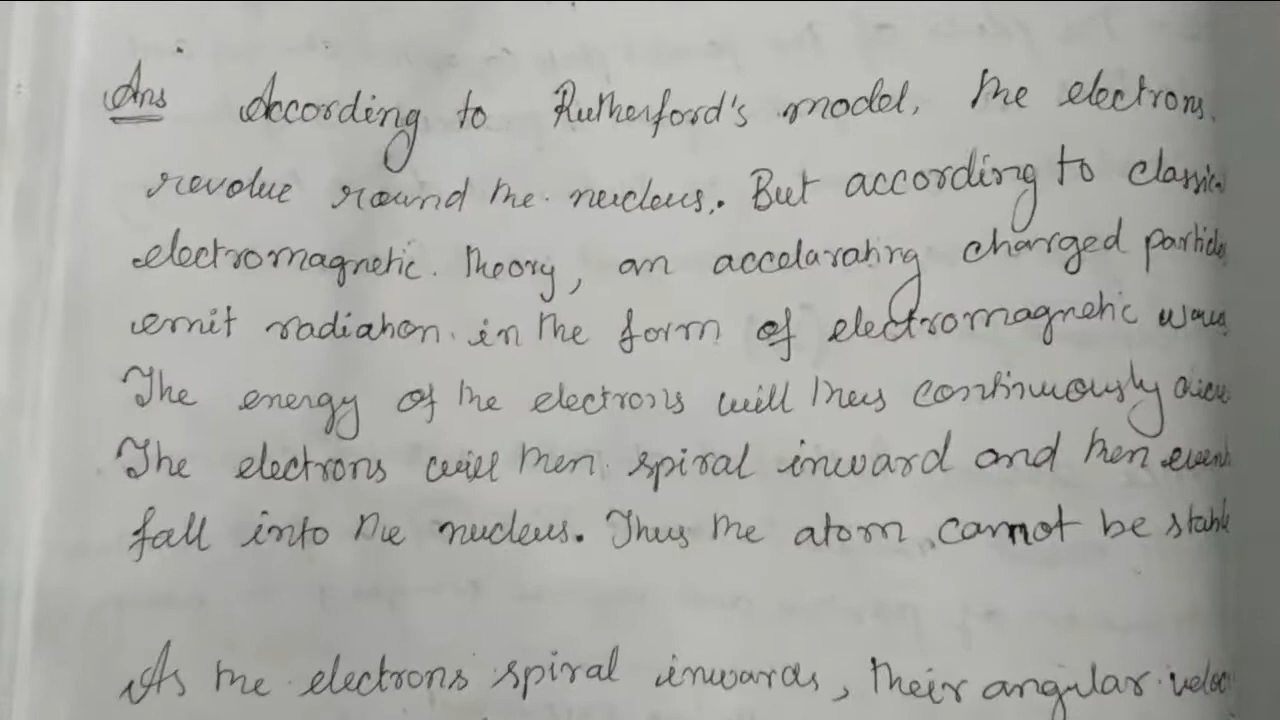 Ans According to Rutherford's model, the electrons
revolve round the nucleus. But according to classical
electromagnetic theory, an accelarating charged particle
emit radiation in the form of electromagnetic waves
The energy of the electrons will thus continuously
The electrons will then spiral inward and then
fall into the nucleus. Thus the atom cannot be stable
As the electrons spiral inwards, their angular